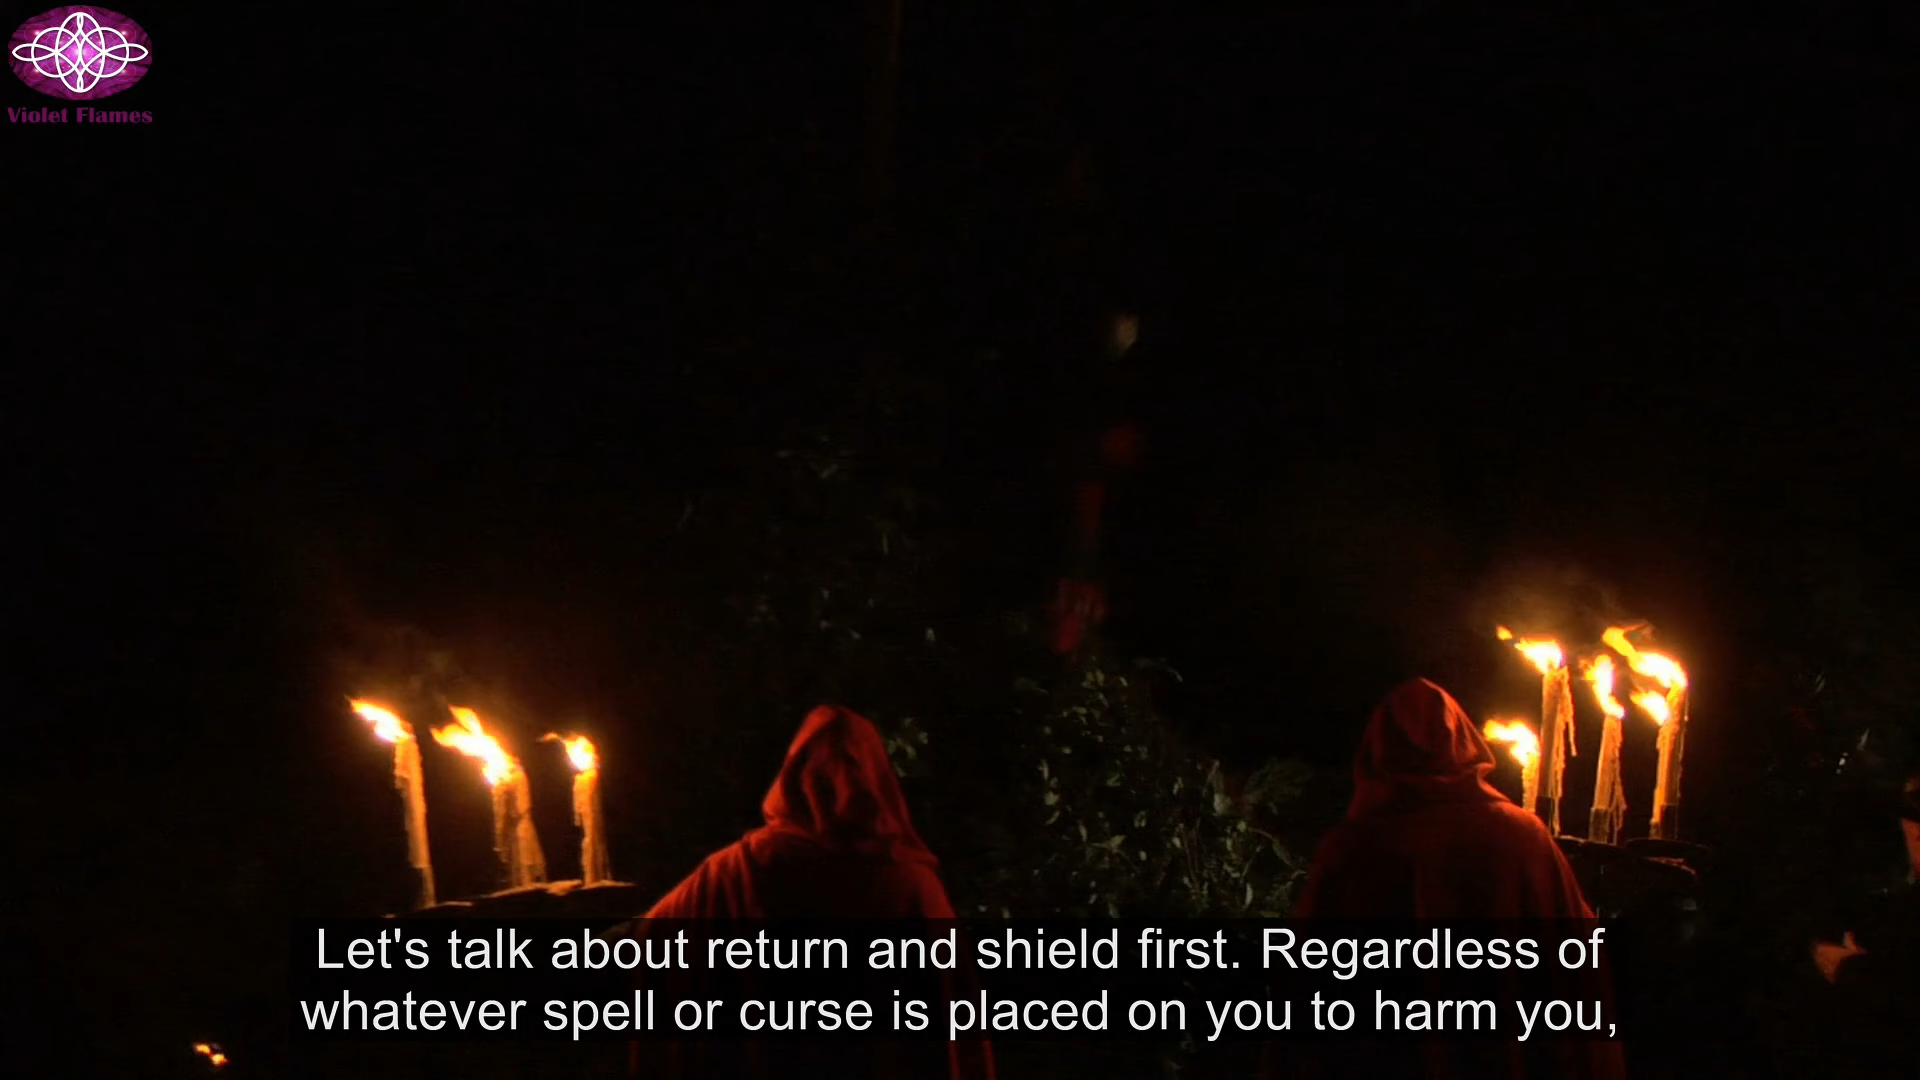 Violet Flames
Let's talk about return and shield first. Regardless of
whatever spell or curse is placed on you to harm you,